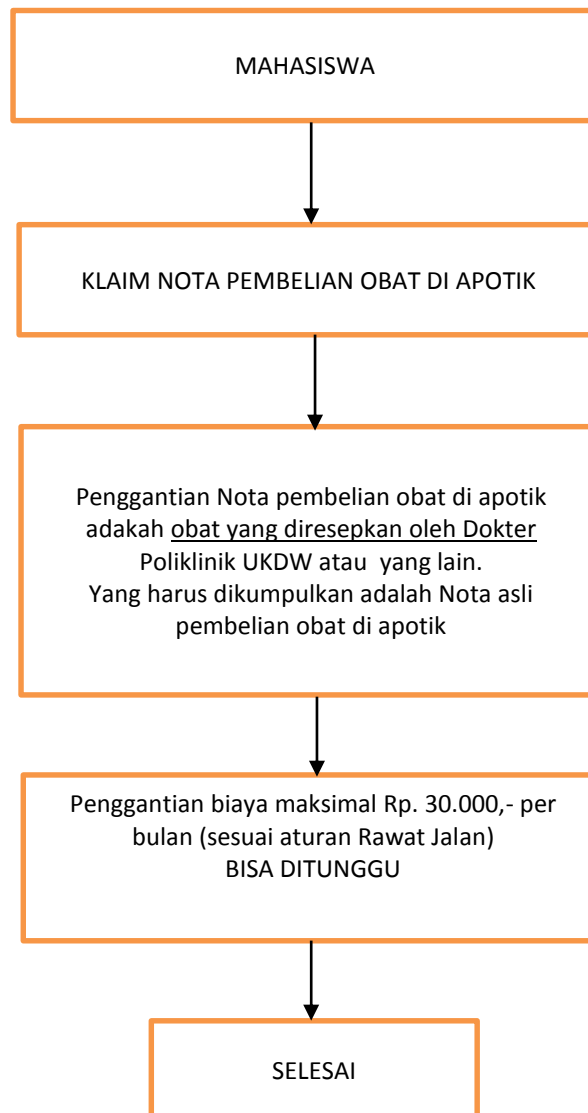 MAHASISWA
KLAIM NOTA PEMBELIAN OBAT DI APOTIK
Penggantian Nota pembelian obat di apotik
adakah obat yang diresepkan oleh Dokter
Poliklinik UKDW atau  yang lain.
Yang harus dikumpulkan adalah Nota asli
pembelian obat di apotik
Penggantian biaya maksimal Rp. 30.000,- per
bulan (sesuai aturan Rawat Jalan)
BISA DITUNGGU
SELESAI